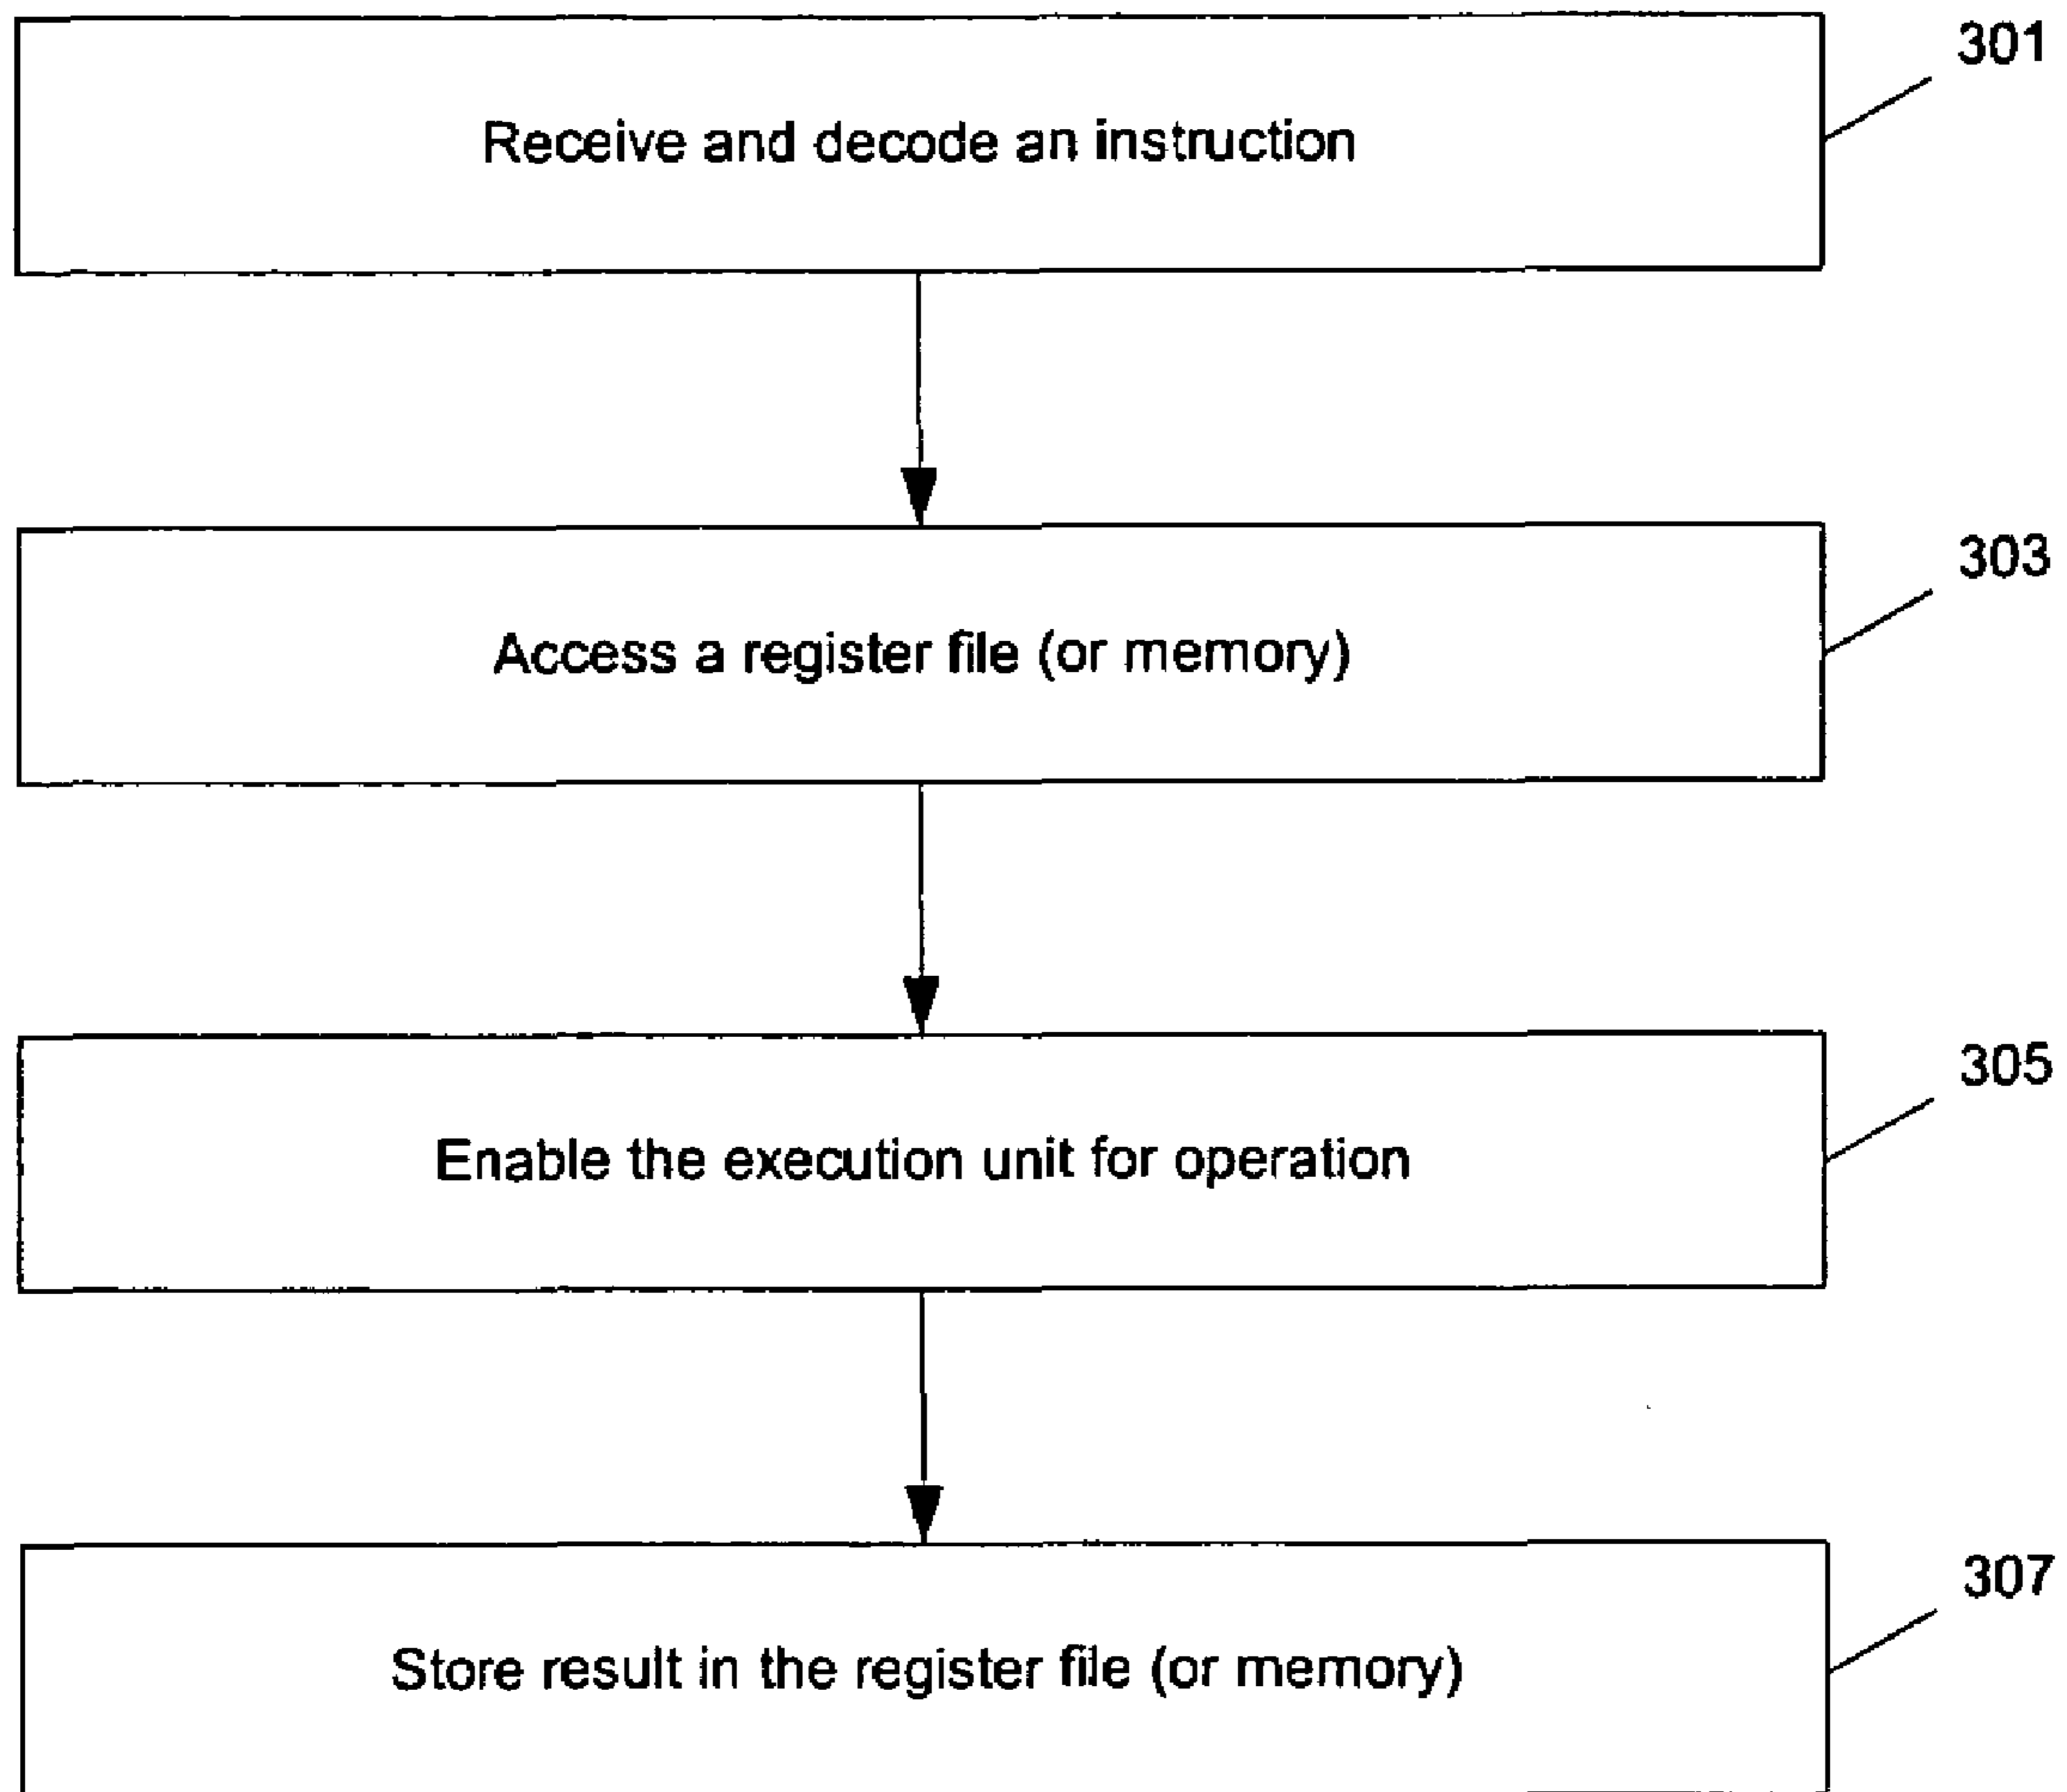 301
Receive and decode an instruction
303
Access a register file (or memory)
305
Enable the execution unit for operation
307
Store result in the register file (or memory)